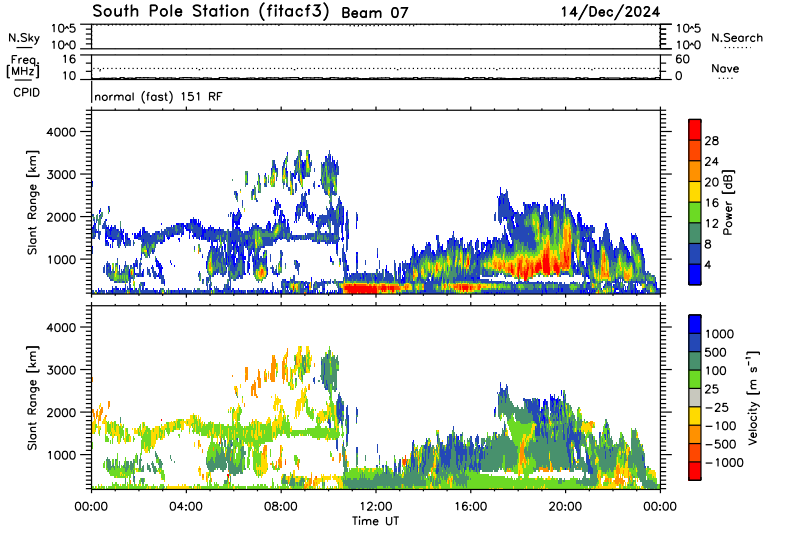 South Pole Station (fitacf3) Beam 07 14/Dec/2024
10^5 10^5
N.Sky N.Search
10^0 10^0
Freq. 16 60
[MHz] Nave
10 0
CPID normal (fast) 151 RF
4000
3000
2000
1000
Slant Range [km]
28
24
20
16
12
8
4
Power [dB]
4000
3000
2000
1000
Slant Range [km]
1000
500
100
25
-25
-100
-500
-1000
Velocity [m s⁻¹]
00:00 04:00 08:00 12:00 16:00 20:00 00:00
Time UT